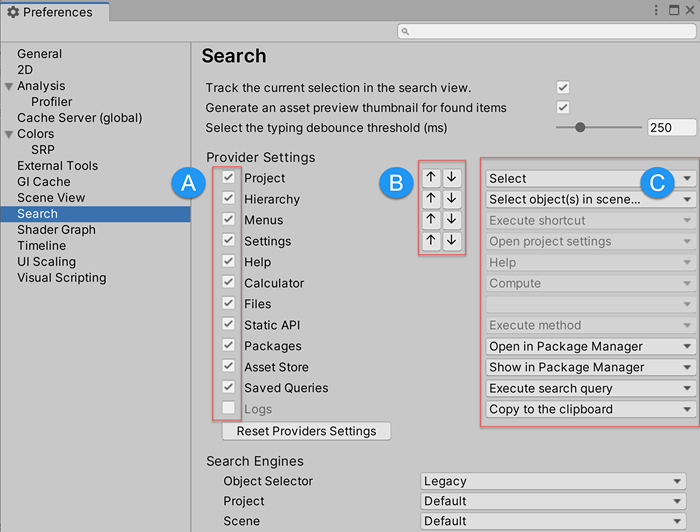 Preferences
General
2D
Analysis
Profiler
Cache Server (global)
Colors
SRP
External Tools
GI Cache
Scene View
Search
Shader Graph
Timeline
UI Scaling
Visual Scripting
Search
Track the current selection in the search view.
Generate an asset preview thumbnail for found items
Select the typing debounce threshold (ms) 250
Provider Settings
A B C
Project Select
Hierarchy Select object(s) in scene...
Menus Execute shortcut
Settings Open project settings
Help Help
Calculator Compute
Files
Static API Execute method
Packages Open in Package Manager
Asset Store Show in Package Manager
Saved Queries Execute search query
Logs Copy to the clipboard
Reset Providers Settings
Search Engines
Object Selector Legacy
Project Default
Scene Default